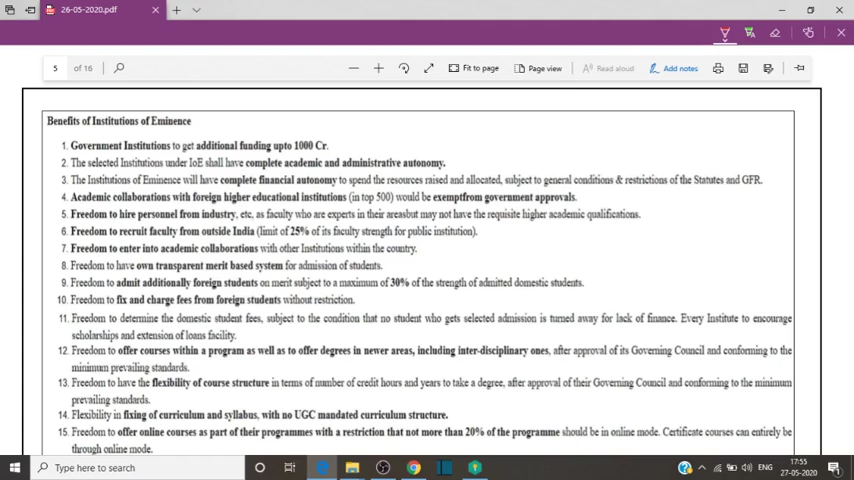 26-05-2020.pdf
5 of 16
Fit to page
Page view
Read aloud
Add notes
Benefits of Institutions of Eminence
1. Government Institutions to get additional funding upto 1000 Cr.
2. The selected Institutions under IoE shall have complete academic and administrative autonomy.
3. The Institutions of Eminence will have complete financial autonomy to spend the resources raised and allocated, subject to general conditions & restrictions of the Statutes and GFR.
4. Academic collaborations with foreign higher educational institutions (in top 500) would be exemptfrom government approvals.
5. Freedom to hire personnel from industry, etc, as faculty who are experts in their areasbut may not have the requisite higher academic qualifications.
6. Freedom to recruit faculty from outside India (limit of 25% of its faculty strength for public institution).
7. Freedom to enter into academic collaborations with other Institutions within the country.
8. Freedom to have own transparent merit based system for admission of students.
9. Freedom to admit additionally foreign students on merit subject to a maximum of 30% of the strength of admitted domestic students.
10. Freedom to fix and charge fees from foreign students without restriction.
11. Freedom to determine the domestic student fees, subject to the condition that no student who gets selected admission is turned away for lack of finance. Every Institute to encourage
scholarships and extension of loans facility.
12. Freedom to offer courses within a program as well as to offer degrees in newer areas, including inter-disciplinary ones, after approval of its Governing Council and conforming to the
minimum prevailing standards.
13. Freedom to have the flexibility of course structure in terms of number of credit hours and years to take a degree, after approval of their Governing Council and conforming to the minimum
prevailing standards.
14. Flexibility in fixing of curriculum and syllabus, with no UGC mandated curriculum structure.
15. Freedom to offer online courses as part of their programmes with a restriction that not more than 20% of the programme should be in online mode. Certificate courses can entirely be
through online mode.
Type here to search
ENG
17:55
27-05-2020